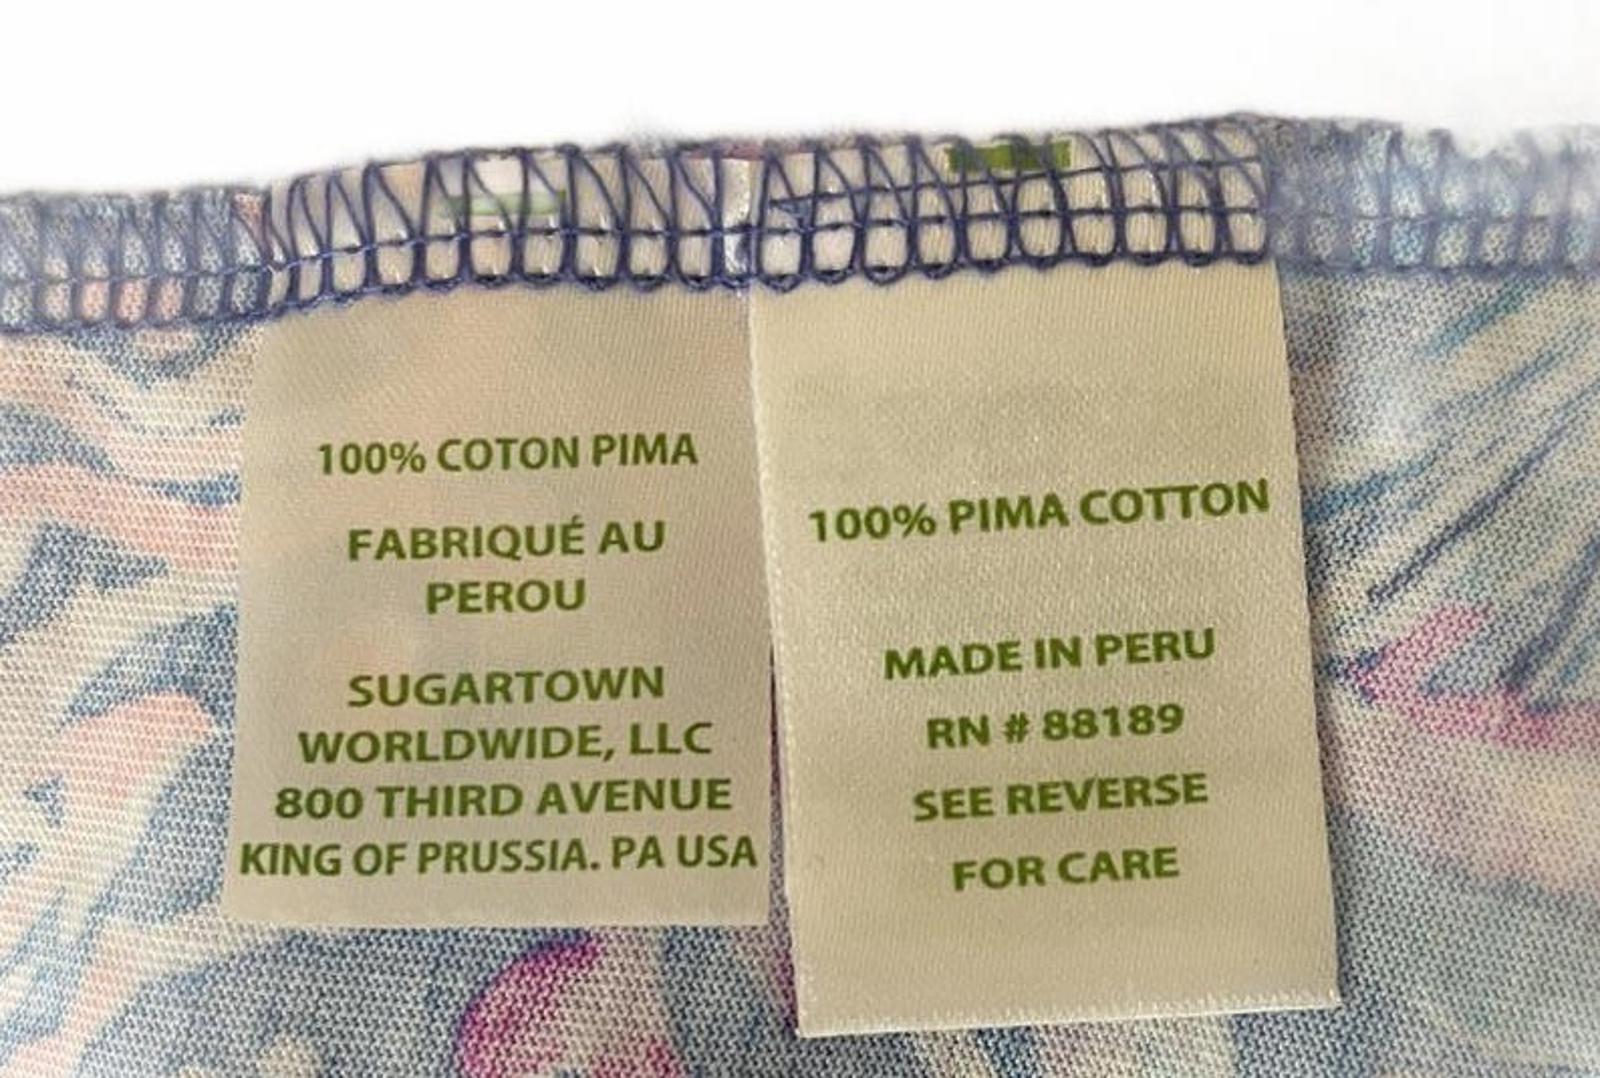 100% COTON PIMA
FABRIQUÉ AU
PEROU
SUGARTOWN
WORLDWIDE, LLC
800 THIRD AVENUE
KING OF PRUSSIA. PA USA
100% PIMA COTTON
MADE IN PERU
RN # 88189
SEE REVERSE
FOR CARE